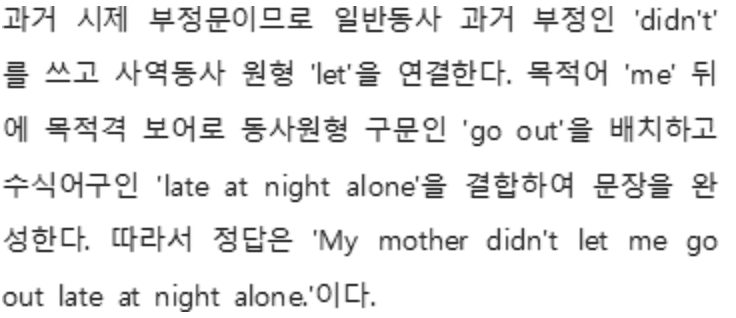 과거 시제 부정문이므로 일반동사 과거 부정인 'didn't'
를 쓰고 사역동사 원형 'let'을 연결한다. 목적어 'me' 뒤
에 목적격 보어로 동사원형 구문인 'go out'을 배치하고
수식어구인 'late at night alone'을 결합하여 문장을 완
성한다. 따라서 정답은 'My mother didn't let me go
out late at night alone.'이다.